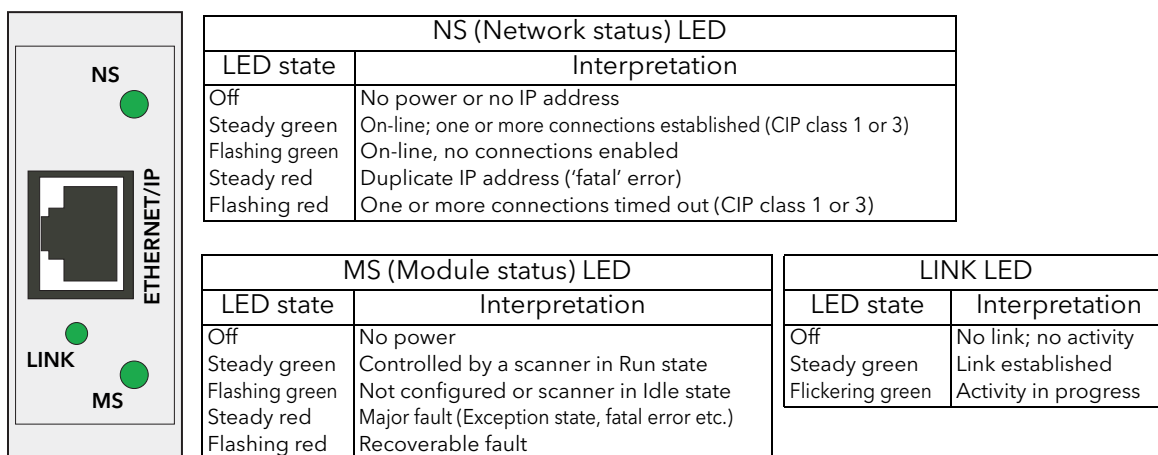 NS
ETHERNET/IP
LINK
MS
NS (Network status) LED
LED state Interpretation
Off No power or no IP address
Steady green On-line; one or more connections established (CIP class 1 or 3)
Flashing green On-line, no connections enabled
Steady red Duplicate IP address (‘fatal’ error)
Flashing red One or more connections timed out (CIP class 1 or 3)
MS (Module status) LED
LED state Interpretation
Off No power
Steady green Controlled by a scanner in Run state
Flashing green Not configured or scanner in Idle state
Steady red Major fault (Exception state, fatal error etc.)
Flashing red Recoverable fault
LINK LED
LED state Interpretation
Off No link; no activity
Steady green Link established
Flickering green Activity in progress